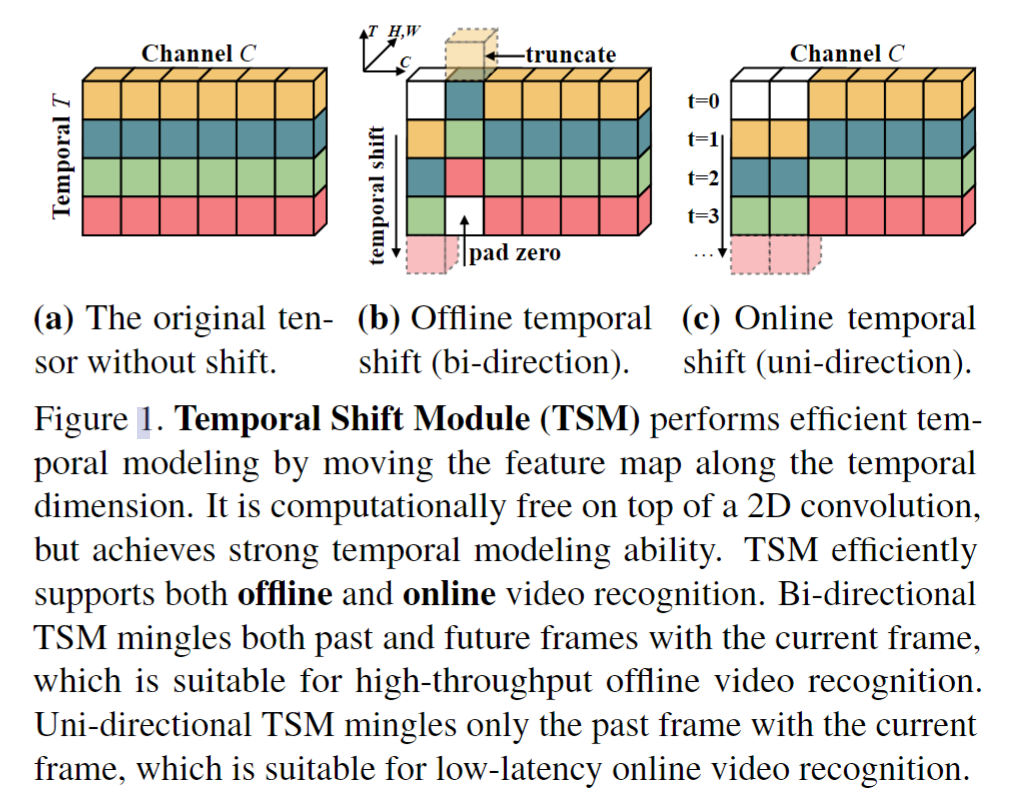 Channel C
Temporal T
T H,W
C
truncate
temporal shift
pad zero
Channel C
t=0
t=1
t=2
t=3
...
(a) The original ten-
sor without shift.
(b) Offline temporal
shift (bi-direction).
(c) Online temporal
shift (uni-direction).
Figure 1. Temporal Shift Module (TSM) performs efficient tem-
poral modeling by moving the feature map along the temporal
dimension. It is computationally free on top of a 2D convolution,
but achieves strong temporal modeling ability. TSM efficiently
supports both offline and online video recognition. Bi-directional
TSM mingles both past and future frames with the current frame,
which is suitable for high-throughput offline video recognition.
Uni-directional TSM mingles only the past frame with the current
frame, which is suitable for low-latency online video recognition.